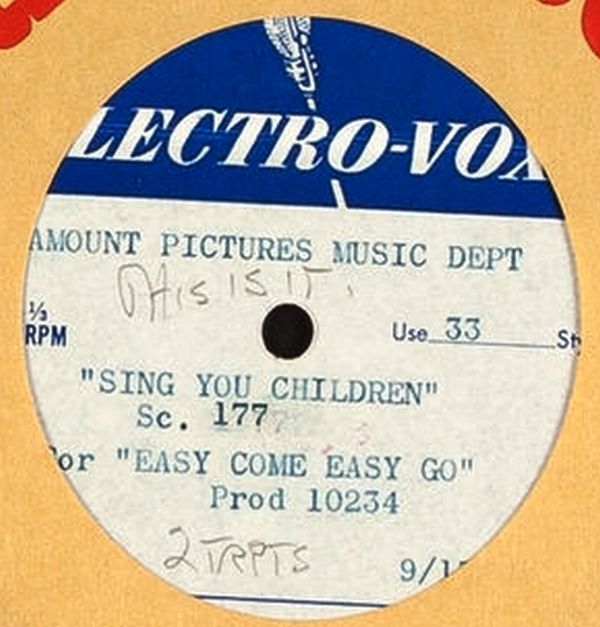 LECTRO-VOX
AMOUNT PICTURES MUSIC DEPT
THIS IS IT.
⅓
RPM
Use 33 St
"SING YOU CHILDREN"
Sc. 177
or "EASY COME EASY GO"
Prod 10234
2 TRPTS
9/1